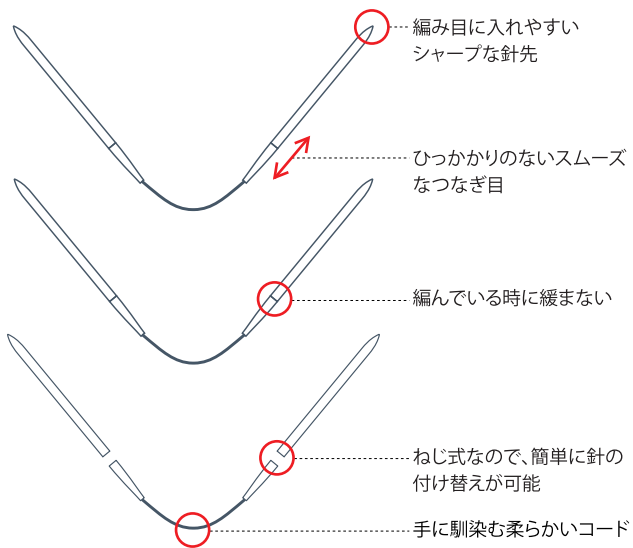 編み目に入れやすい
シャープな針先
ひっかかりのないスムーズ
なつなぎ目
編んでいる時に緩まない
ねじ式なので、簡単に針の
付け替えが可能
手に馴染む柔らかいコード